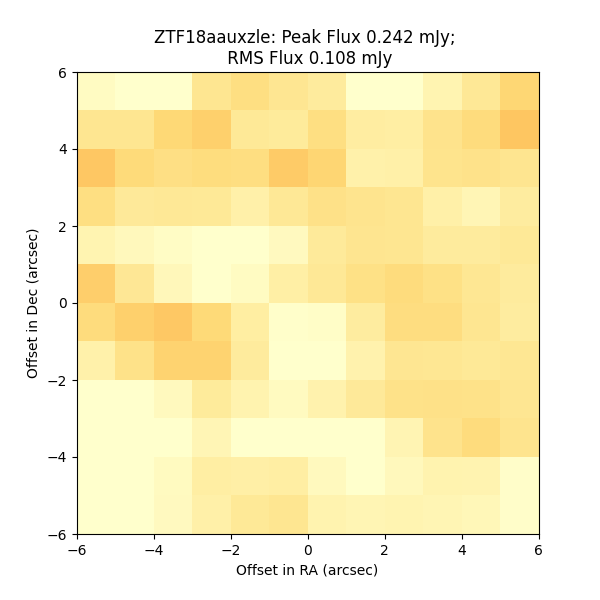 ZTF18aauxzle: Peak Flux 0.242 mJy;
RMS Flux 0.108 mJy
6
4
2
0
−2
−4
−6
Offset in Dec (arcsec)
−6 −4 −2 0 2 4 6
Offset in RA (arcsec)